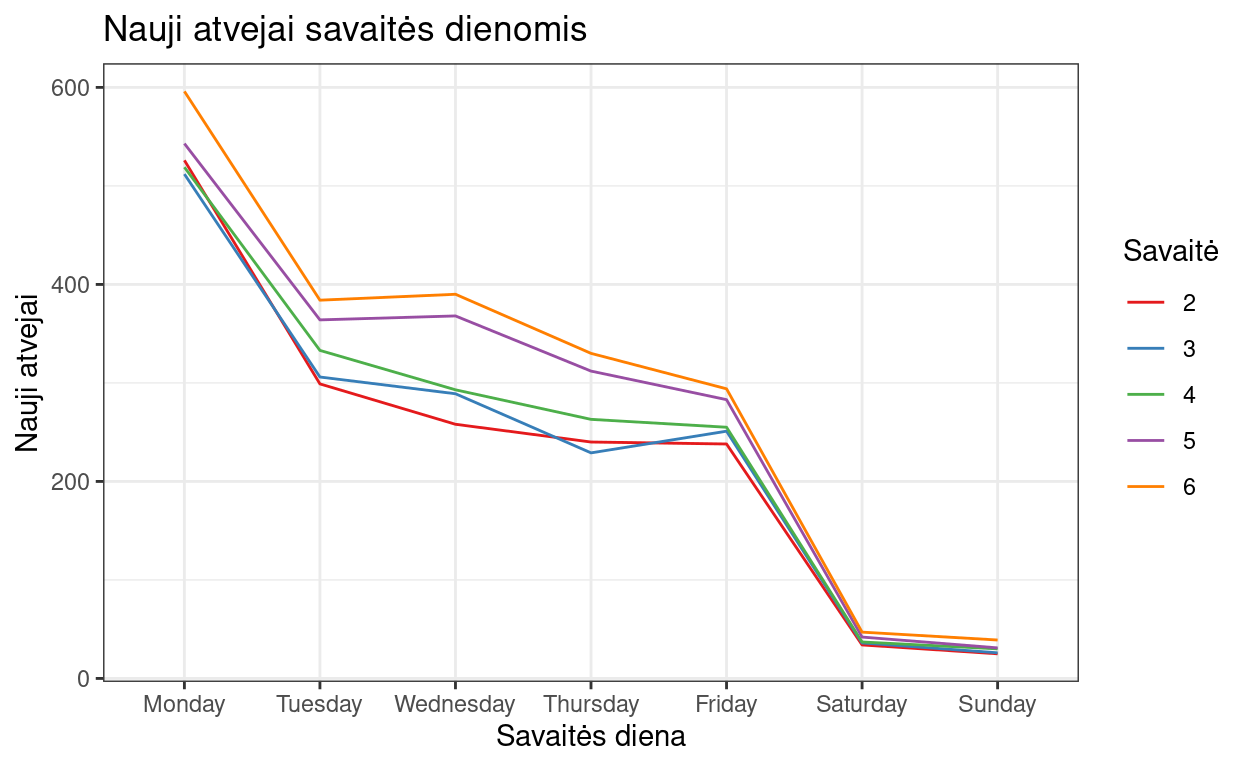 Nauji atvejai savaitės dienomis
600
400
200
0
Nauji atvejai
Monday Tuesday Wednesday Thursday Friday Saturday Sunday
Savaitės diena
Savaitė
2
3
4
5
6